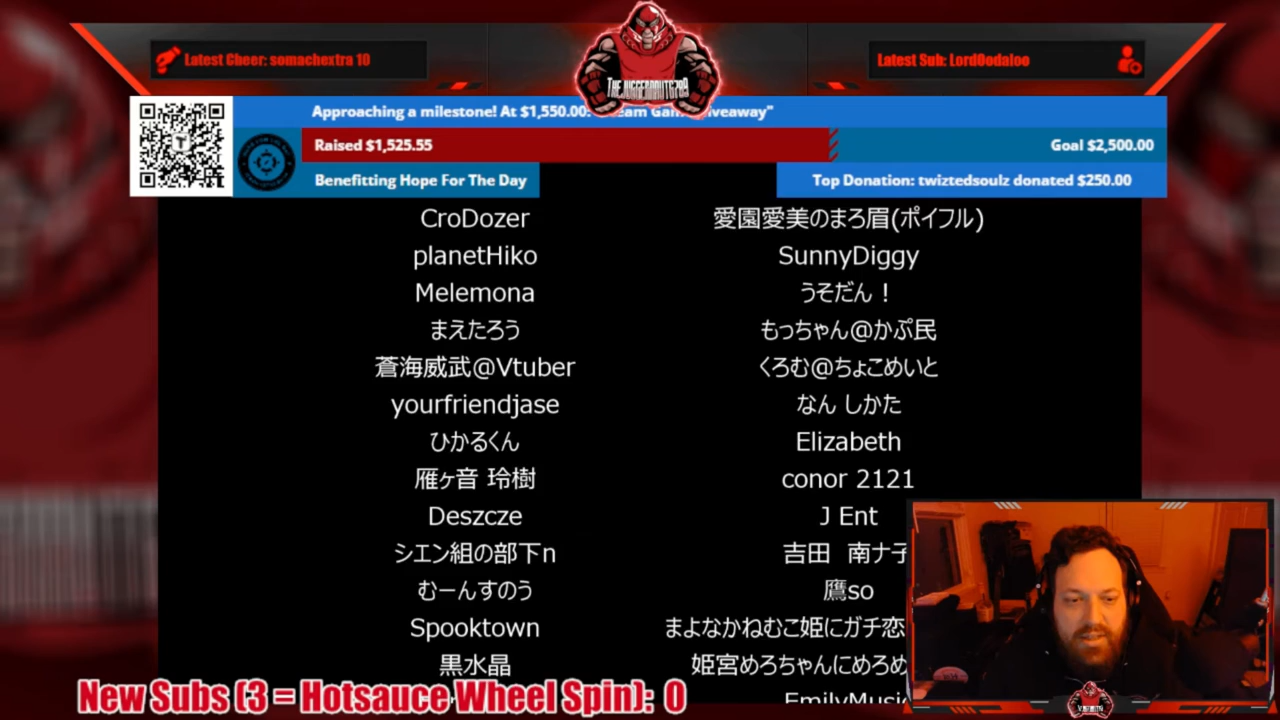 Latest Cheer: somachextra 10
Latest Sub: LordOodaloo
THEJUGGERNAUT6789
Approaching a milestone! At $1,550.00: Giveaway"
Raised $1,525.55
Goal $2,500.00
Benefitting Hope For The Day
Top Donation: twiztedsoulz donated $250.00
CroDozer
愛園愛美のまろ眉(ポイフル)
planetHiko
SunnyDiggy
Melemona
うそだん！
まえたろう
もっちゃん@かぷ民
蒼海威武@Vtuber
くろむ@ちょこめいと
yourfriendjase
なん しかた
ひかるくん
Elizabeth
雁ヶ音 玲樹
conor 2121
Deszcze
J Ent
シエン組の部下n
吉田　南ナ子
むーんすのう
鷹so
Spooktown
まよなかねむこ姫にガチ恋
黒水晶
姫宮めろちゃんにめろめ
EmilyMusic
New Subs (3 = Hotsauce Wheel Spin): 0